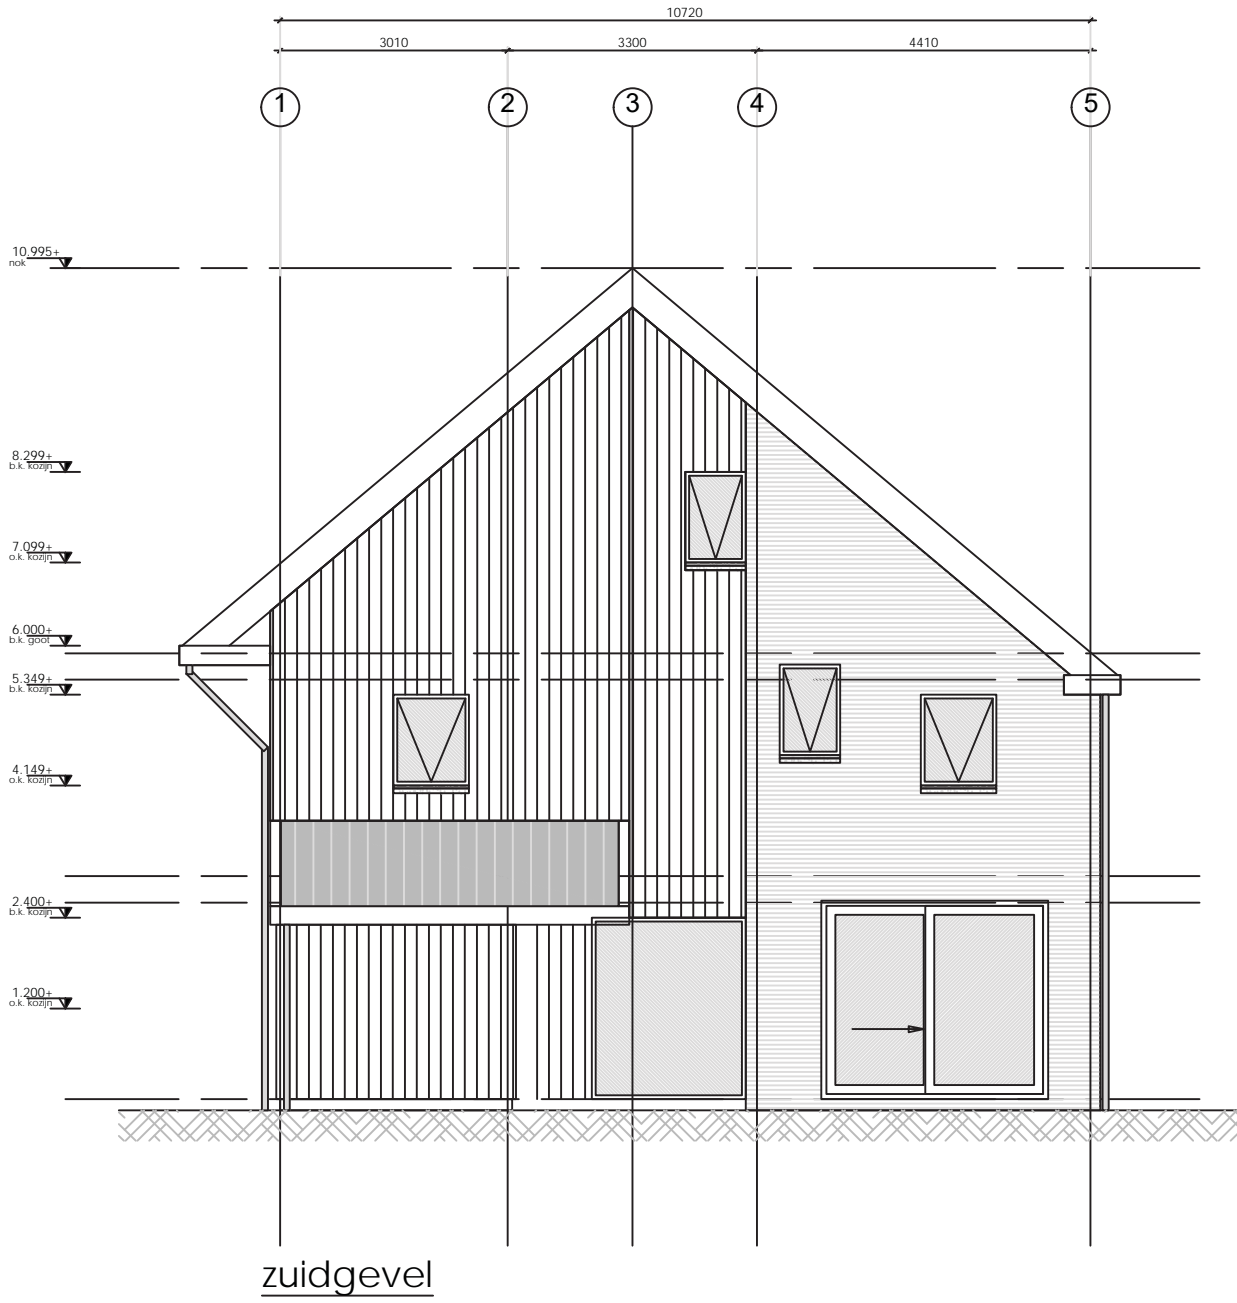 10720
3010 3300 4410
1 2 3 4 5
10.995+
nok
8.299+
b.k. kozijn
7.099+
o.k. kozijn
6.000+
b.k. goot
5.349+
b.k. kozijn
4.149+
o.k. kozijn
2.400+
b.k. kozijn
1.200+
o.k. kozijn
zuidgevel